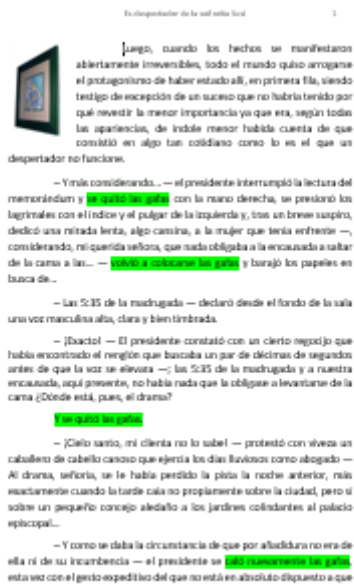 El despertador de la señorita Susi 1
Luego, cuando los hechos se manifestaron
abiertamente irreversibles, todo el mundo quiso arrogarse
el protagonismo de haber estado allí, en primera fila, siendo
testigo de excepción de un suceso que no habría tenido por
qué revestir la menor importancia ya que era, según todas
las apariencias, de índole menor habida cuenta de que
consistió en algo tan cotidiano como lo es el que un
despertador no funcione.
– Y más considerando... — el presidente interrumpió la lectura del
memorándum y se quitó las gafas con la mano derecha, se presionó los
lagrimales con el índice y el pulgar de la izquierda y, tras un breve suspiro,
dedicó una mirada lenta, algo cansina, a la mujer que tenía enfrente —,
considerando, mi querida señora, que nada obligaba a la encausada a saltar
de la cama a las... — volvió a colocarse las gafas y barajó los papeles en
busca de...
– Las 5:35 de la madrugada — declaró desde el fondo de la sala
una voz masculina alta, clara y bien timbrada.
– ¡Exacto! — El presidente constató con un cierto regocijo que
había encontrado el renglón que buscaba un par de décimas de segundos
antes de que la voz se elevara —; las 5:35 de la madrugada y a nuestra
encausada, aquí presente, no había nada que la obligase a levantarse de la
cama. ¿Dónde está, pues, el drama?
Y se quitó las gafas.
– ¡Cielo santo, mi clienta no lo sabe! — protestó con viveza un
caballero de cabello canoso que ejercía los días lluviosos como abogado —
Al drama, señoría, se le había perdido la pista la noche anterior, más
exactamente cuando la tarde caía no propiamente sobre la ciudad, pero sí
sobre un pequeño concejo aledaño a los jardines colindantes al palacio
episcopal...
– Y como se daba la circunstancia de que por añadidura no era de
ella ni de su incumbencia — el presidente se caló nuevamente las gafas,
esta vez con el gesto expeditivo del que no está en absoluto dispuesto a que